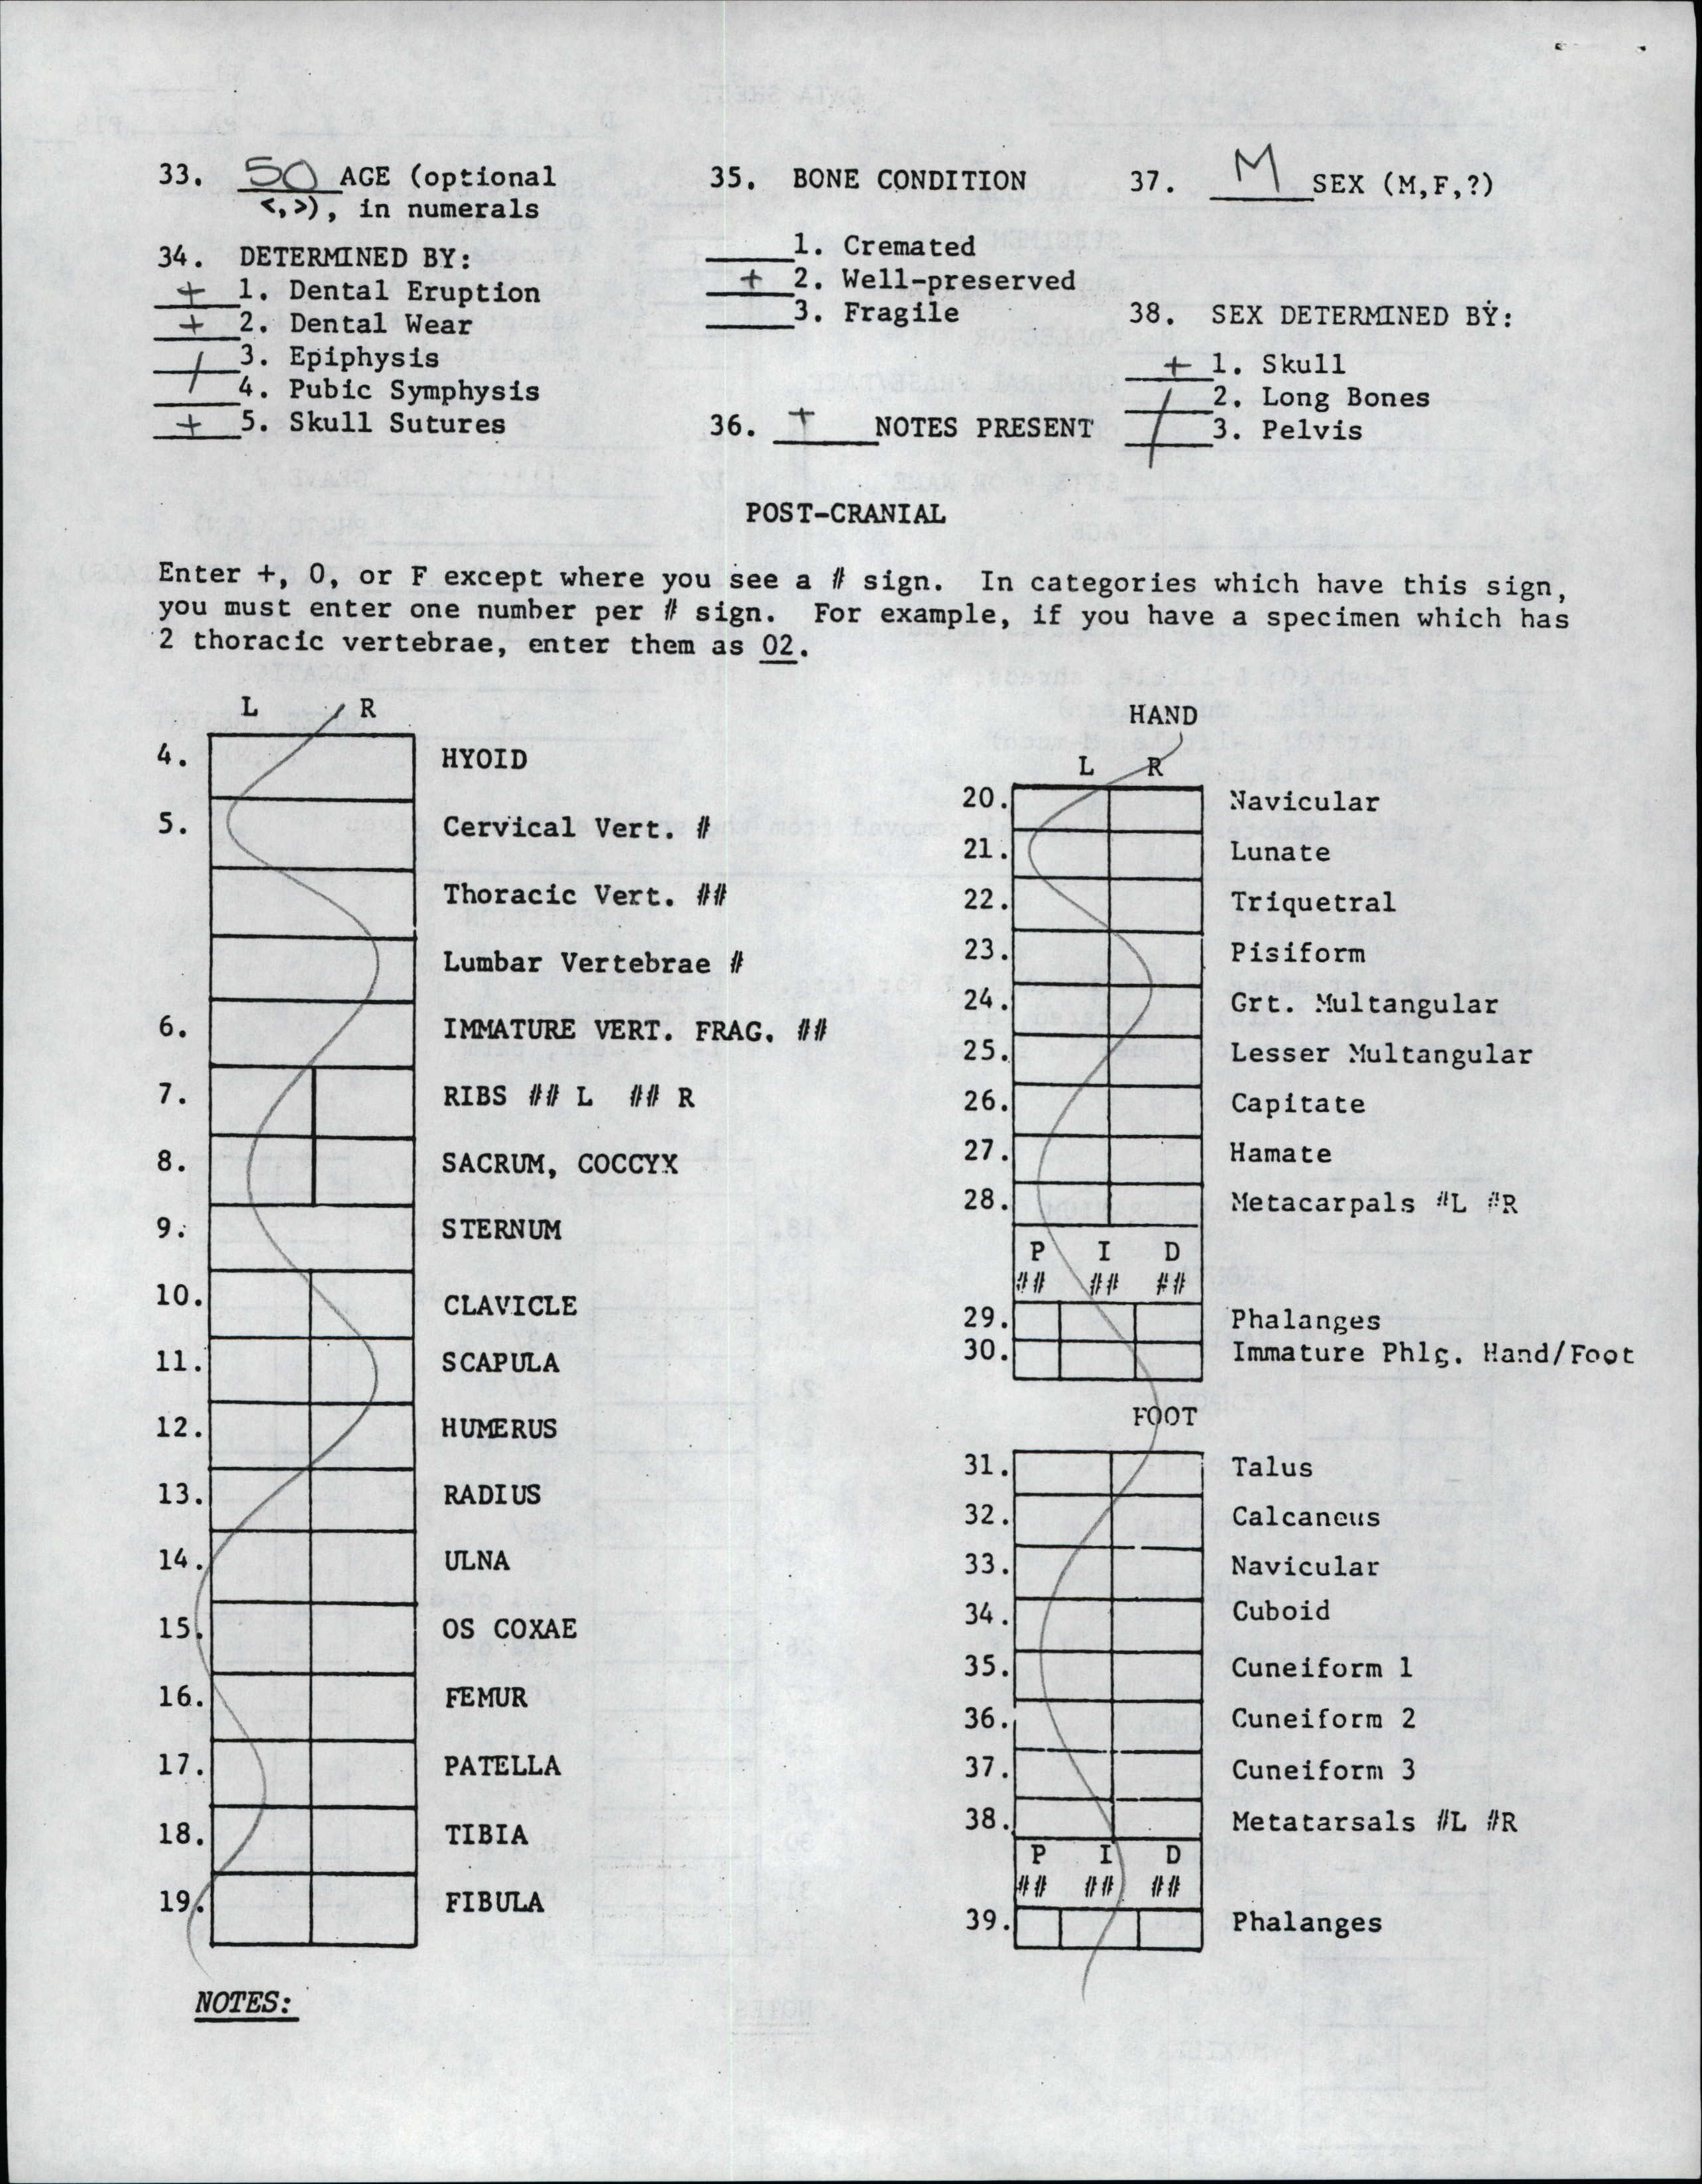 33. 50 AGE (optional
<,>), in numerals
34. DETERMINED BY:
+ 1. Dental Eruption
+ 2. Dental Wear
/ 3. Epiphysis
4. Pubic Symphysis
+ 5. Skull Sutures
35. BONE CONDITION
1. Cremated
+ 2. Well-preserved
3. Fragile
36. + NOTES PRESENT
37. M SEX (M,F,?)
38. SEX DETERMINED BY:
+ 1. Skull
/ 2. Long Bones
3. Pelvis
POST-CRANIAL
Enter +, 0, or F except where you see a # sign. In categories which have this sign,
you must enter one number per # sign. For example, if you have a specimen which has
2 thoracic vertebrae, enter them as 02.
L R
4. HYOID
5. Cervical Vert. #
Thoracic Vert. ##
Lumbar Vertebrae #
6. IMMATURE VERT. FRAG. ##
7. RIBS ## L ## R
8. SACRUM, COCCYX
9. STERNUM
10. CLAVICLE
11. SCAPULA
12. HUMERUS
13. RADIUS
14. ULNA
15. OS COXAE
16. FEMUR
17. PATELLA
18. TIBIA
19. FIBULA
NOTES:
HAND
L R
20. Navicular
21. Lunate
22. Triquetral
23. Pisiform
24. Grt. Multangular
25. Lesser Multangular
26. Capitate
27. Hamate
28. Metacarpals #L #R
P I D
## ## ##
29. Phalanges
30. Immature Phlg. Hand/Foot
FOOT
31. Talus
32. Calcaneus
33. Navicular
34. Cuboid
35. Cuneiform 1
36. Cuneiform 2
37. Cuneiform 3
38. Metatarsals #L #R
P I D
## ## ##
39. Phalanges